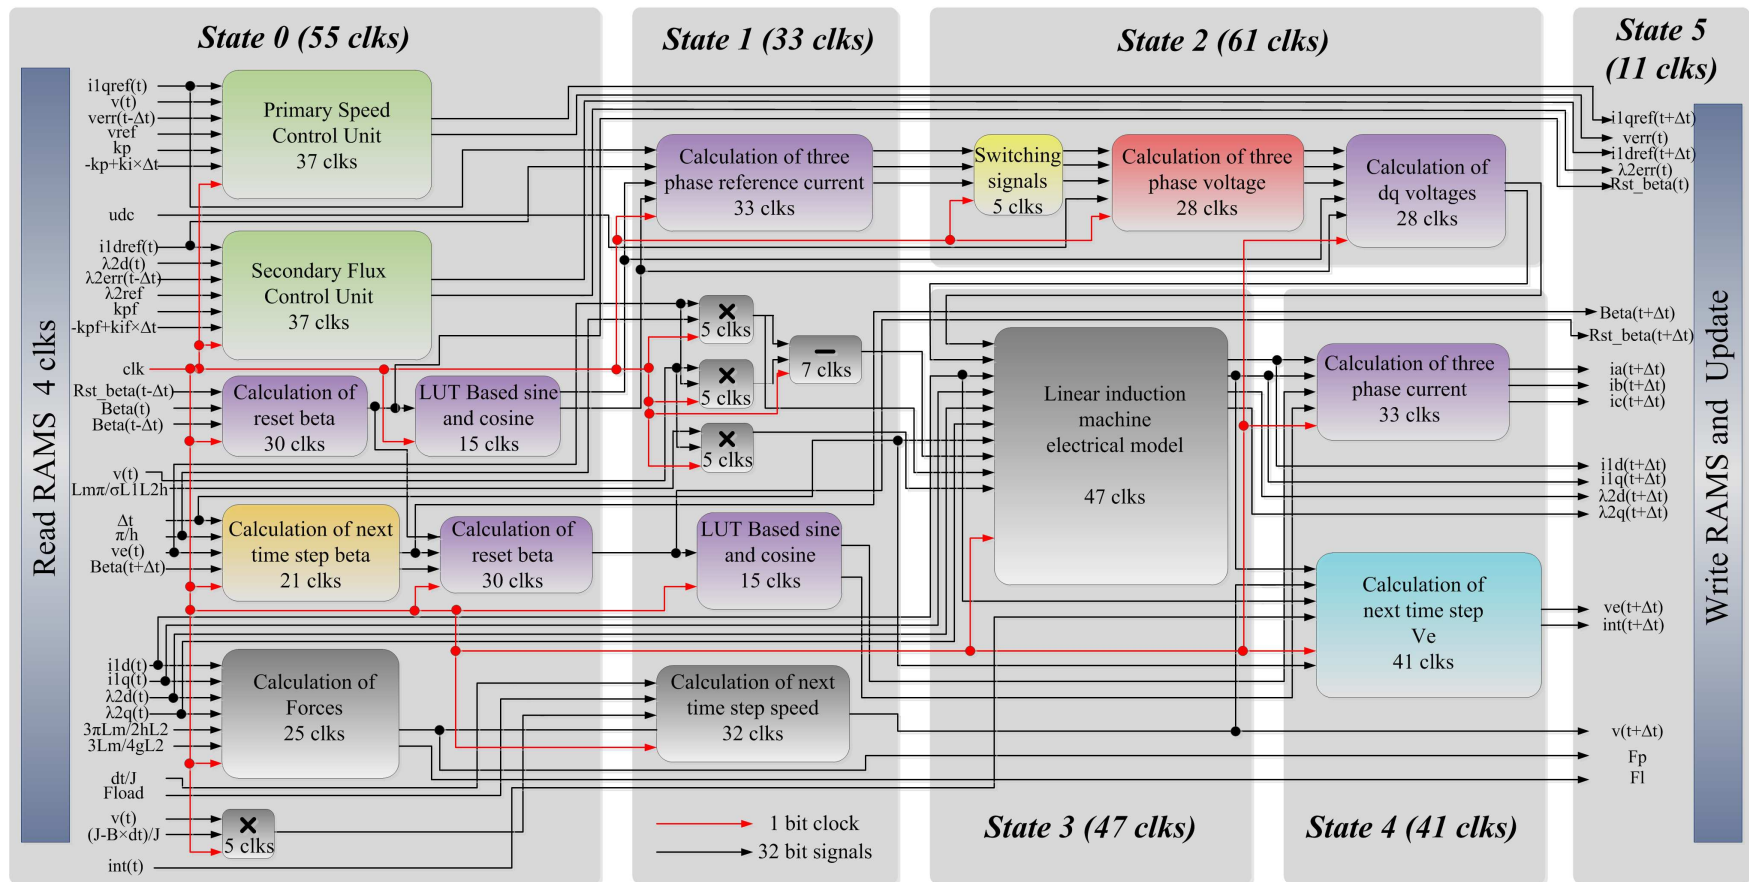 State 0 (55 clks)
State 1 (33 clks)
State 2 (61 clks)
State 5
(11 clks)
Read RAMS  4 clks
i1qref(t)
v(t)
verr(t-Δt)
vref
kp
-kp+ki×Δt
udc
i1dref(t)
λ2d(t)
λ2err(t-Δt)
λ2ref
kpf
-kpf+kif×Δt
clk
Rst_beta(t-Δt)
Beta(t)
Beta(t-Δt)
v(t)
Lmπ/σL1L2h
Δt
π/h
ve(t)
Beta(t+Δt)
i1d(t)
i1q(t)
λ2d(t)
λ2q(t)
3πLm/2hL2
3Lm/4gL2
dt/J
Fload
v(t)
(J-B×dt)/J
int(t)
Primary Speed
Control Unit
37 clks
Secondary Flux
Control Unit
37 clks
Calculation of
reset beta
30 clks
LUT Based sine
and cosine
15 clks
Calculation of next
time step beta
21 clks
Calculation of
reset beta
30 clks
Calculation of
Forces
25 clks
×
5 clks
Calculation of three
phase reference current
33 clks
×
5 clks
×
5 clks
×
5 clks
−
7 clks
LUT Based sine
and cosine
15 clks
Calculation of next
time step speed
32 clks
1 bit clock
32 bit signals
Switching
signals
5 clks
Calculation of three
phase voltage
28 clks
Calculation of
dq voltages
28 clks
Linear induction
machine
electrical model
47 clks
Calculation of three
phase current
33 clks
Calculation of
next time step
Ve
41 clks
State 3 (47 clks)
State 4 (41 clks)
i1qref(t+Δt)
verr(t)
i1dref(t+Δt)
λ2err(t)
Rst_beta(t)
Beta(t+Δt)
Rst_beta(t+Δt)
ia(t+Δt)
ib(t+Δt)
ic(t+Δt)
i1d(t+Δt)
i1q(t+Δt)
λ2d(t+Δt)
λ2q(t+Δt)
ve(t+Δt)
int(t+Δt)
v(t+Δt)
Fp
Fl
Write RAMS and  Update